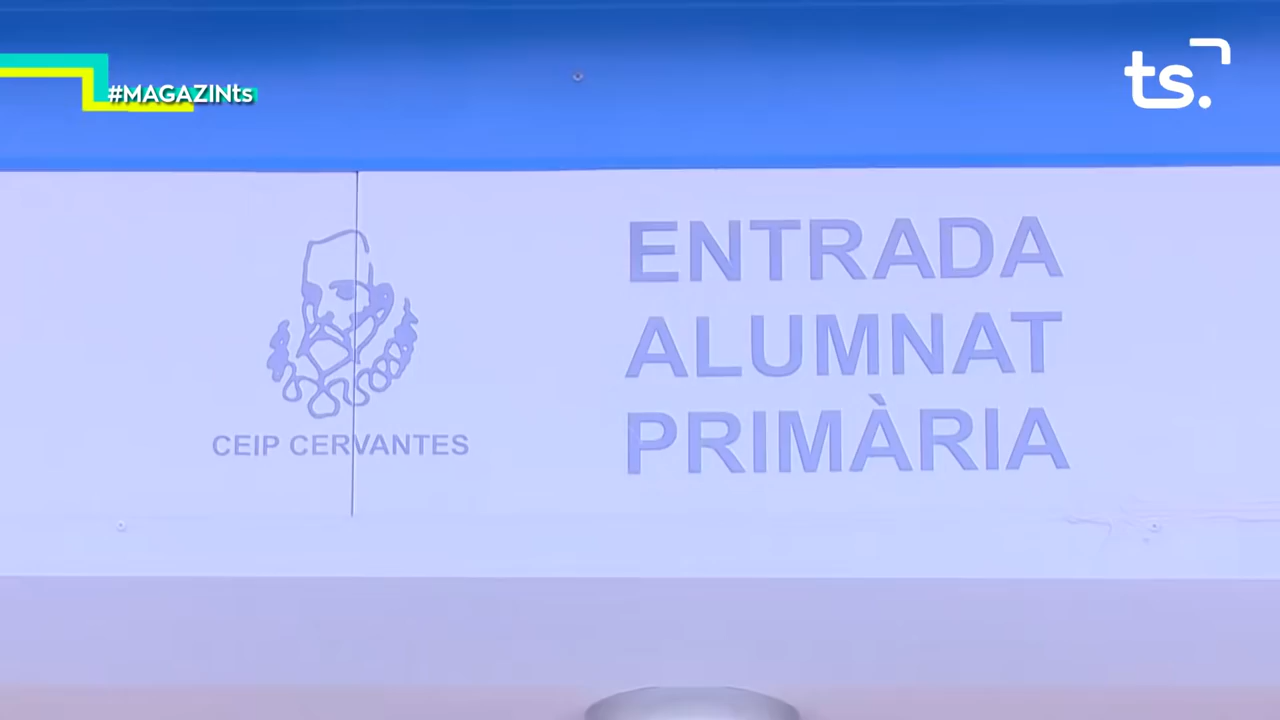 #MAGAZINts
ts.
ENTRADA
ALUMNAT
PRIMÀRIA
CEIP CERVANTES